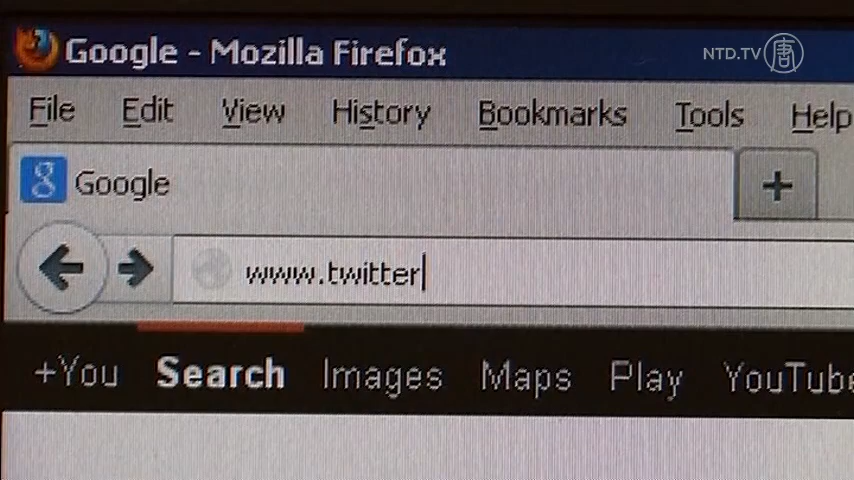 Google - Mozilla Firefox
NTD.TV 唐
File Edit View History Bookmarks Tools Help
Google
www.twitter
+You Search Images Maps Play YouTube